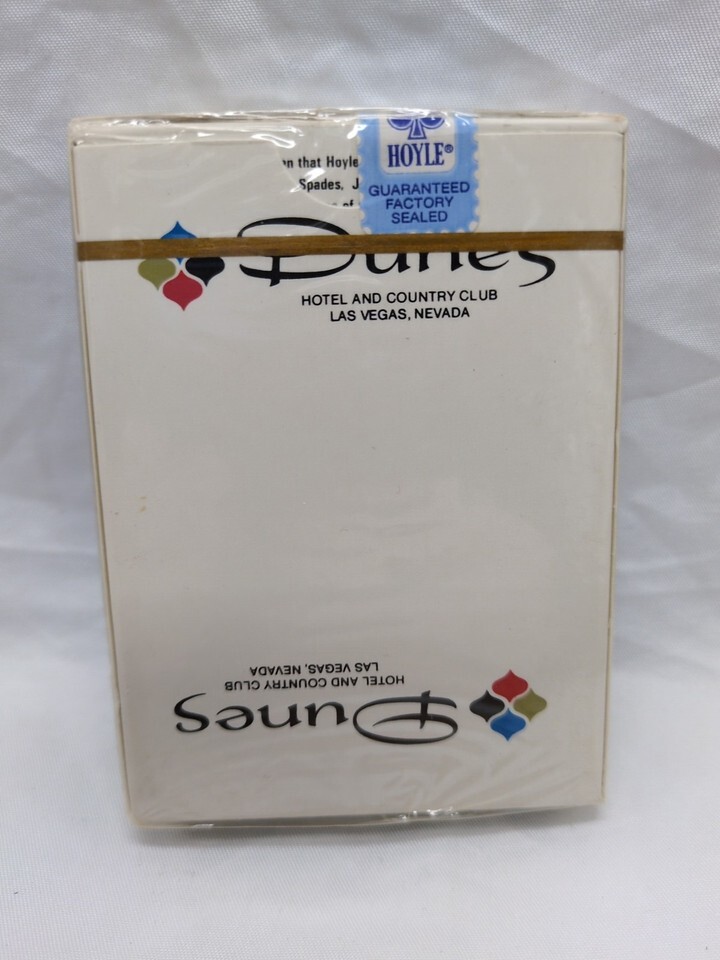 HOYLE®
GUARANTEED
FACTORY
SEALED
that Hoyle
Spades,
of
Dunes
HOTEL AND COUNTRY CLUB
LAS VEGAS, NEVADA
Dunes
HOTEL AND COUNTRY CLUB
LAS VEGAS, NEVADA